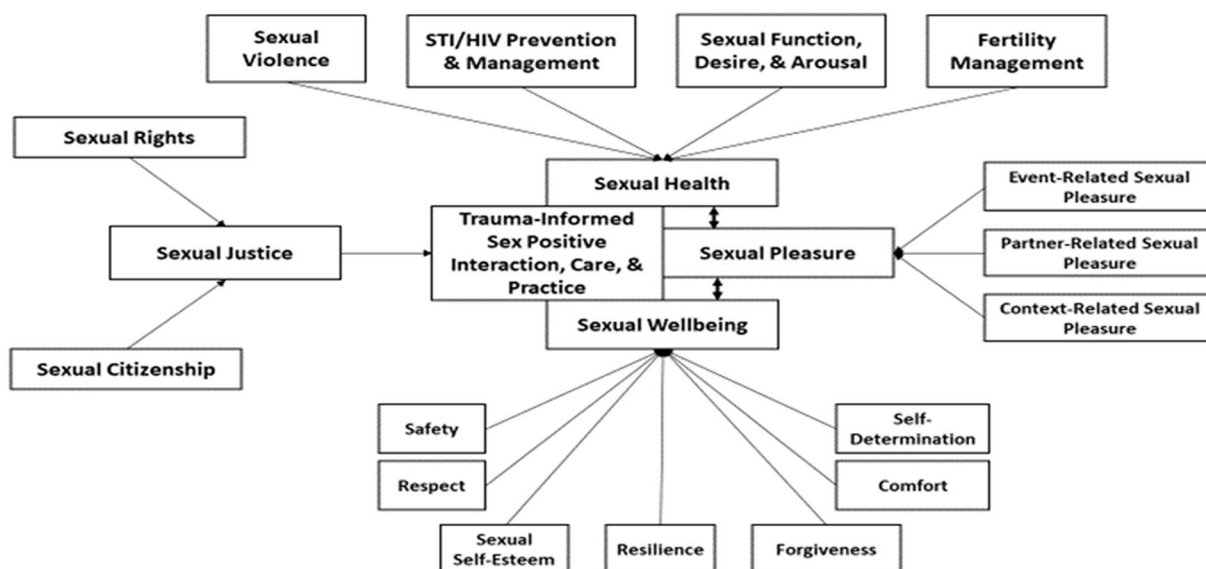 Sexual
Violence
STI/HIV Prevention
& Management
Sexual Function,
Desire, & Arousal
Fertility
Management
Sexual Rights
Sexual Justice
Sexual Citizenship
Sexual Health
Trauma-Informed
Sex Positive
Interaction, Care, &
Practice
Sexual Pleasure
Sexual Wellbeing
Event-Related Sexual
Pleasure
Partner-Related Sexual
Pleasure
Context-Related Sexual
Pleasure
Safety
Respect
Sexual
Self-Esteem
Resilience
Forgiveness
Comfort
Self-
Determination